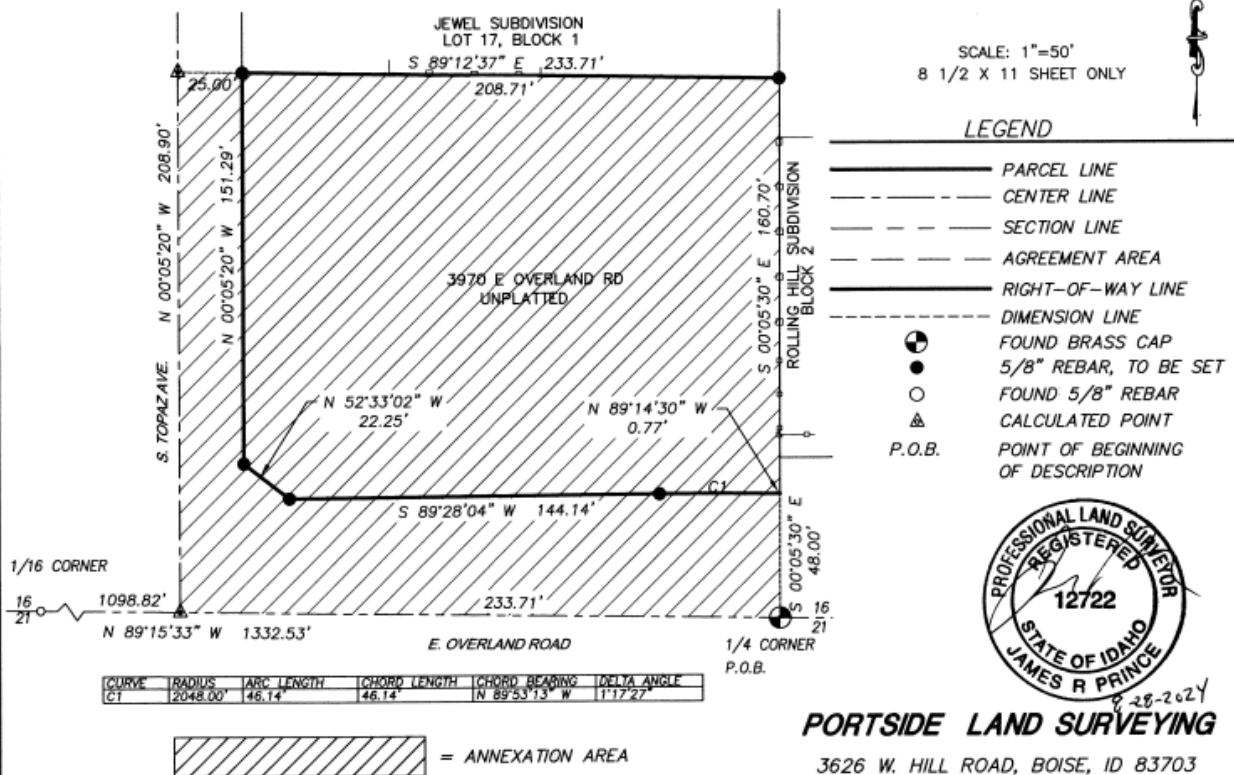 JEWEL SUBDIVISION
LOT 17, BLOCK 1
S 89°12'37" E 233.71'
25.00'
208.71'
N 00°05'20" W 208.90'
N 00°05'20" W 151.29'
S. TOPAZ AVE.
3970 E OVERLAND RD
UNPLATTED
S 00°05'30" E 160.70'
ROLLING HILL SUBDIVISION
BLOCK 2
N 52°33'02" W
22.25'
N 89°14'30" W
0.77'
C1
S 89°28'04" W 144.14'
S 00°05'30" E
48.00'
1/16 CORNER
16
21
1098.82'
233.71'
16
21
N 89°15'33" W 1332.53'
E. OVERLAND ROAD
1/4 CORNER
P.O.B.
CURVE RADIUS ARC LENGTH CHORD LENGTH CHORD BEARING DELTA ANGLE
C1 2048.00' 46.14' 46.14' N 89°53'13" W 1°17'27"
= ANNEXATION AREA
SCALE: 1"=50'
8 1/2 X 11 SHEET ONLY
LEGEND
PARCEL LINE
CENTER LINE
SECTION LINE
AGREEMENT AREA
RIGHT-OF-WAY LINE
DIMENSION LINE
FOUND BRASS CAP
5/8" REBAR, TO BE SET
FOUND 5/8" REBAR
CALCULATED POINT
P.O.B. POINT OF BEGINNING
OF DESCRIPTION
PROFESSIONAL LAND SURVEYOR
REGISTERED
12722
STATE OF IDAHO
JAMES R PRINCE
8-28-2024
PORTSIDE LAND SURVEYING
3626 W. HILL ROAD, BOISE, ID 83703